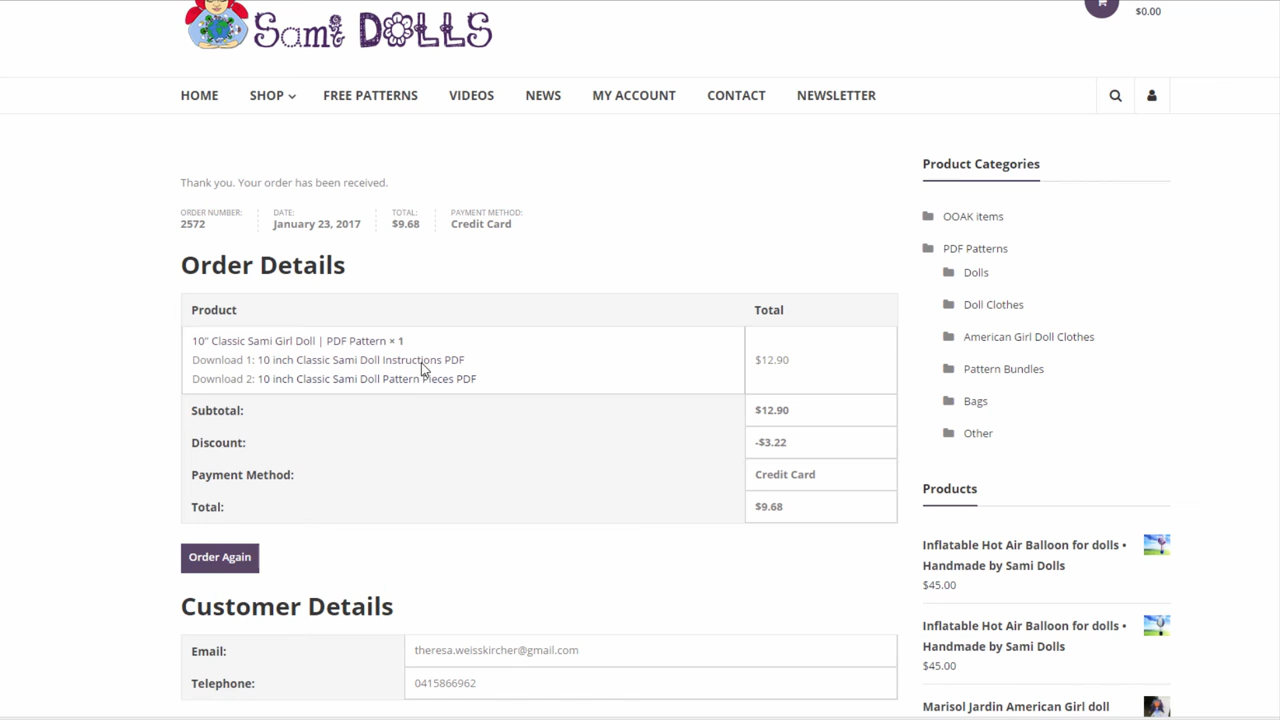 Sami DOLLS
$0.00
HOME SHOP FREE PATTERNS VIDEOS NEWS MY ACCOUNT CONTACT NEWSLETTER
Thank you. Your order has been received.
ORDER NUMBER: DATE: TOTAL: PAYMENT METHOD:
2572 January 23, 2017 $9.68 Credit Card
Order Details
Product Total
10" Classic Sami Girl Doll | PDF Pattern × 1
Download 1: 10 inch Classic Sami Doll Instructions PDF $12.90
Download 2: 10 inch Classic Sami Doll Pattern Pieces PDF
Subtotal: $12.90
Discount: -$3.22
Payment Method: Credit Card
Total: $9.68
Order Again
Customer Details
Email: theresa.weisskircher@gmail.com
Telephone: 0415866962
Product Categories
OOAK items
PDF Patterns
Dolls
Doll Clothes
American Girl Doll Clothes
Pattern Bundles
Bags
Other
Products
Inflatable Hot Air Balloon for dolls •
Handmade by Sami Dolls
$45.00
Inflatable Hot Air Balloon for dolls •
Handmade by Sami Dolls
$45.00
Marisol Jardin American Girl doll